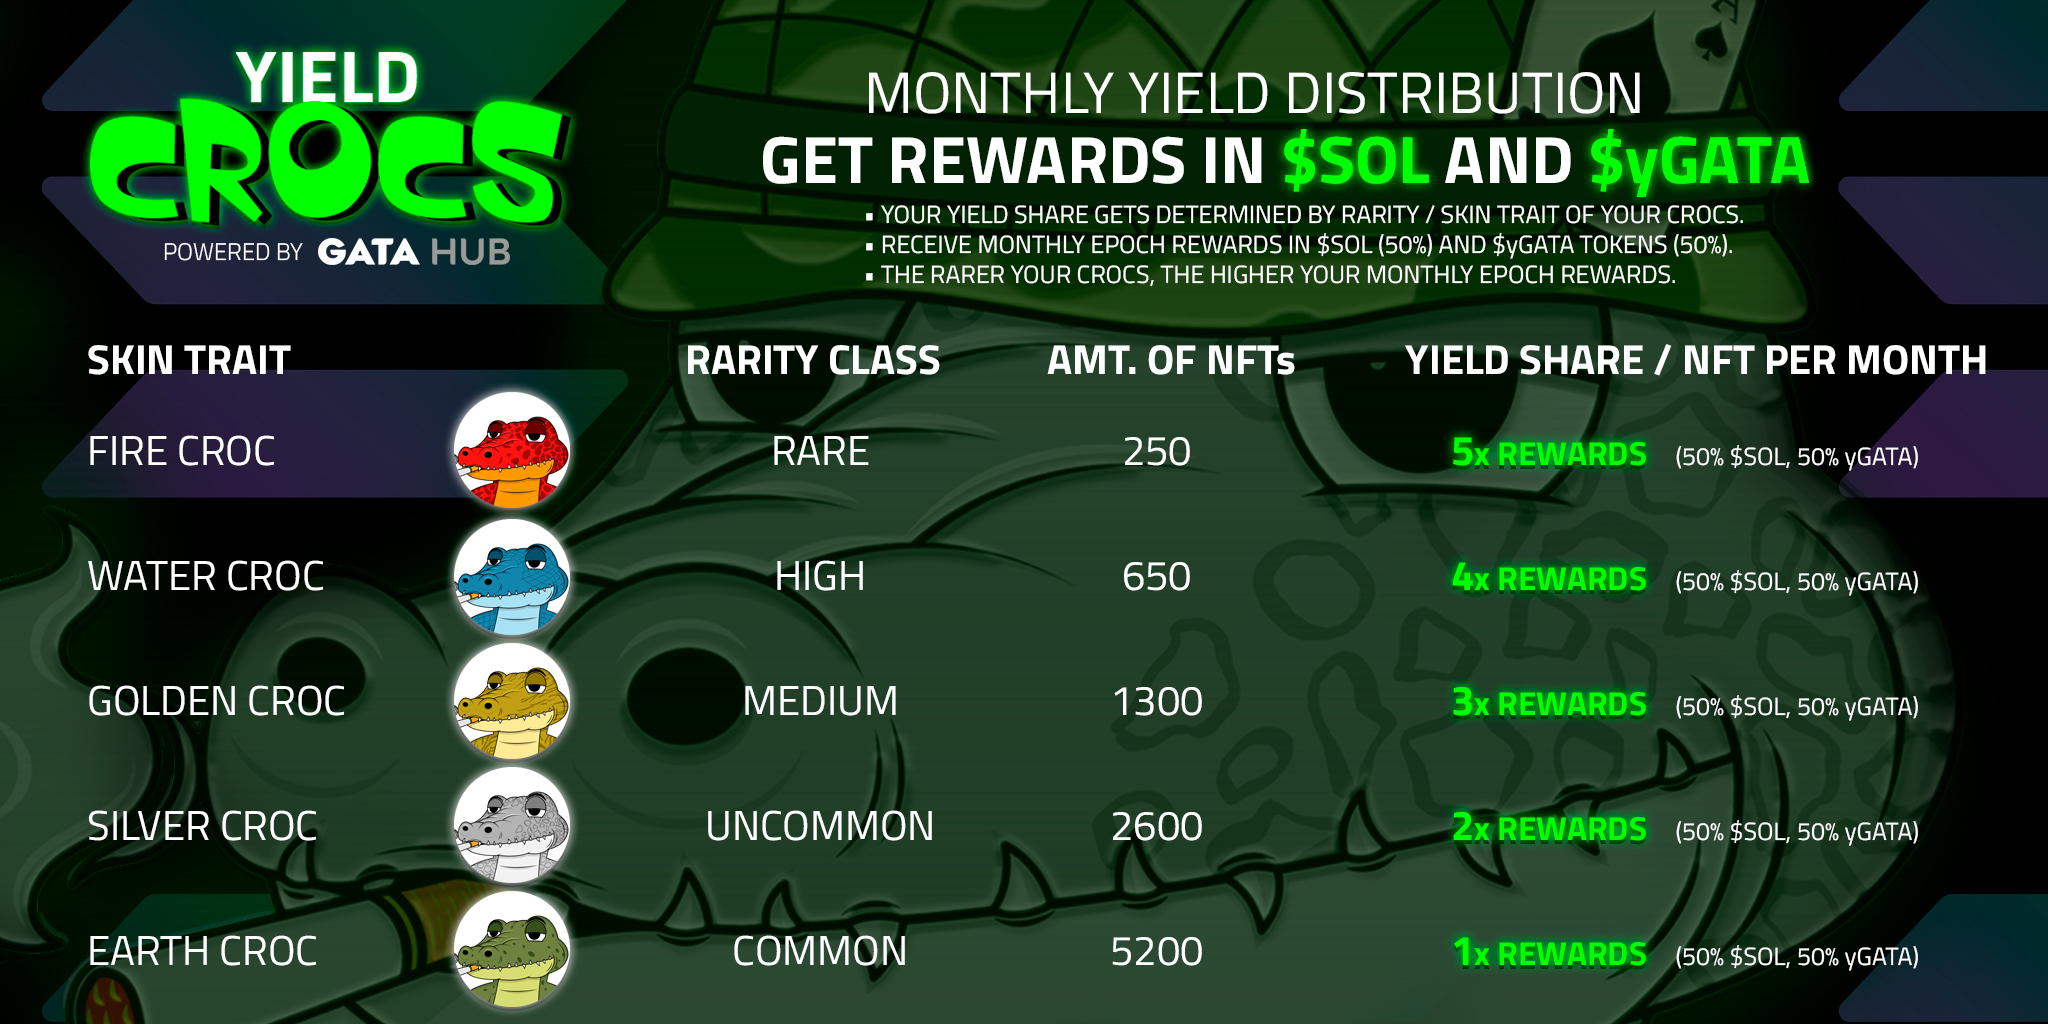 YIELD
CROCS
POWERED BY GATA HUB
MONTHLY YIELD DISTRIBUTION
GET REWARDS IN $SOL AND $yGATA
▪ YOUR YIELD SHARE GETS DETERMINED BY RARITY / SKIN TRAIT OF YOUR CROCS.
▪ RECEIVE MONTHLY EPOCH REWARDS IN $SOL (50%) AND $yGATA TOKENS (50%).
▪ THE RARER YOUR CROCS, THE HIGHER YOUR MONTHLY EPOCH REWARDS.
SKIN TRAIT RARITY CLASS AMT. OF NFTs YIELD SHARE / NFT PER MONTH
FIRE CROC RARE 250 5x REWARDS (50% $SOL, 50% yGATA)
WATER CROC HIGH 650 4x REWARDS (50% $SOL, 50% yGATA)
GOLDEN CROC MEDIUM 1300 3x REWARDS (50% $SOL, 50% yGATA)
SILVER CROC UNCOMMON 2600 2x REWARDS (50% $SOL, 50% yGATA)
EARTH CROC COMMON 5200 1x REWARDS (50% $SOL, 50% yGATA)